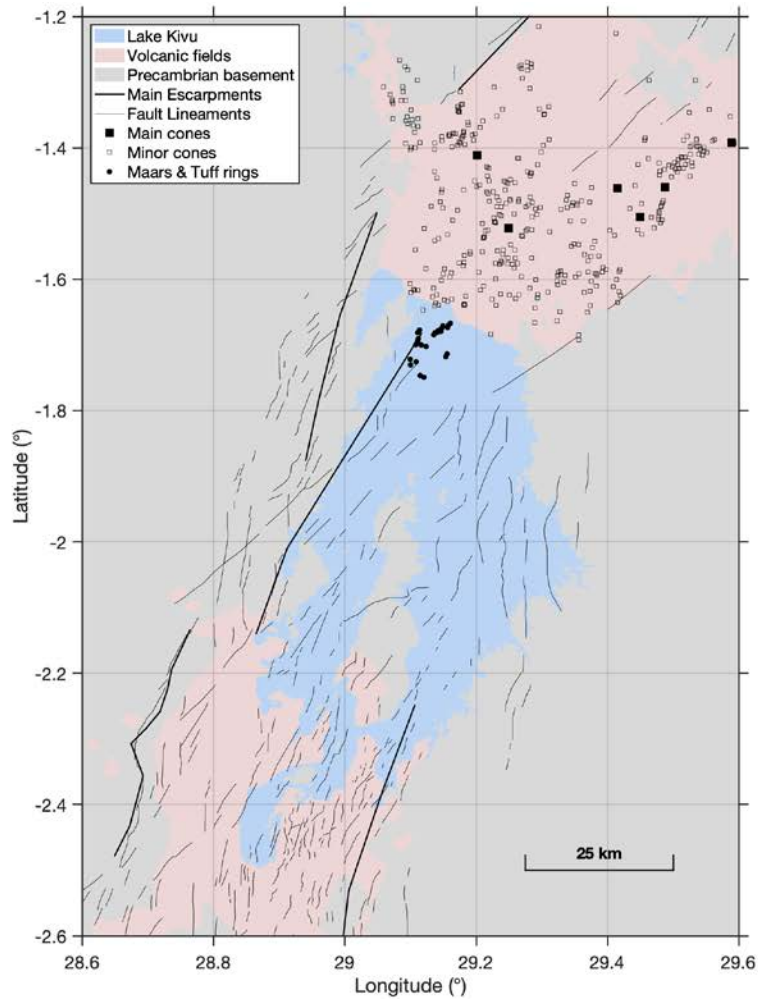 Lake Kivu
Volcanic fields
Precambrian basement
Main Escarpments
Fault Lineaments
Main cones
Minor cones
Maars & Tuff rings
-1.2
-1.4
-1.6
-1.8
-2
-2.2
-2.4
-2.6
Latitude (°)
25 km
28.6 28.8 29 29.2 29.4 29.6
Longitude (°)